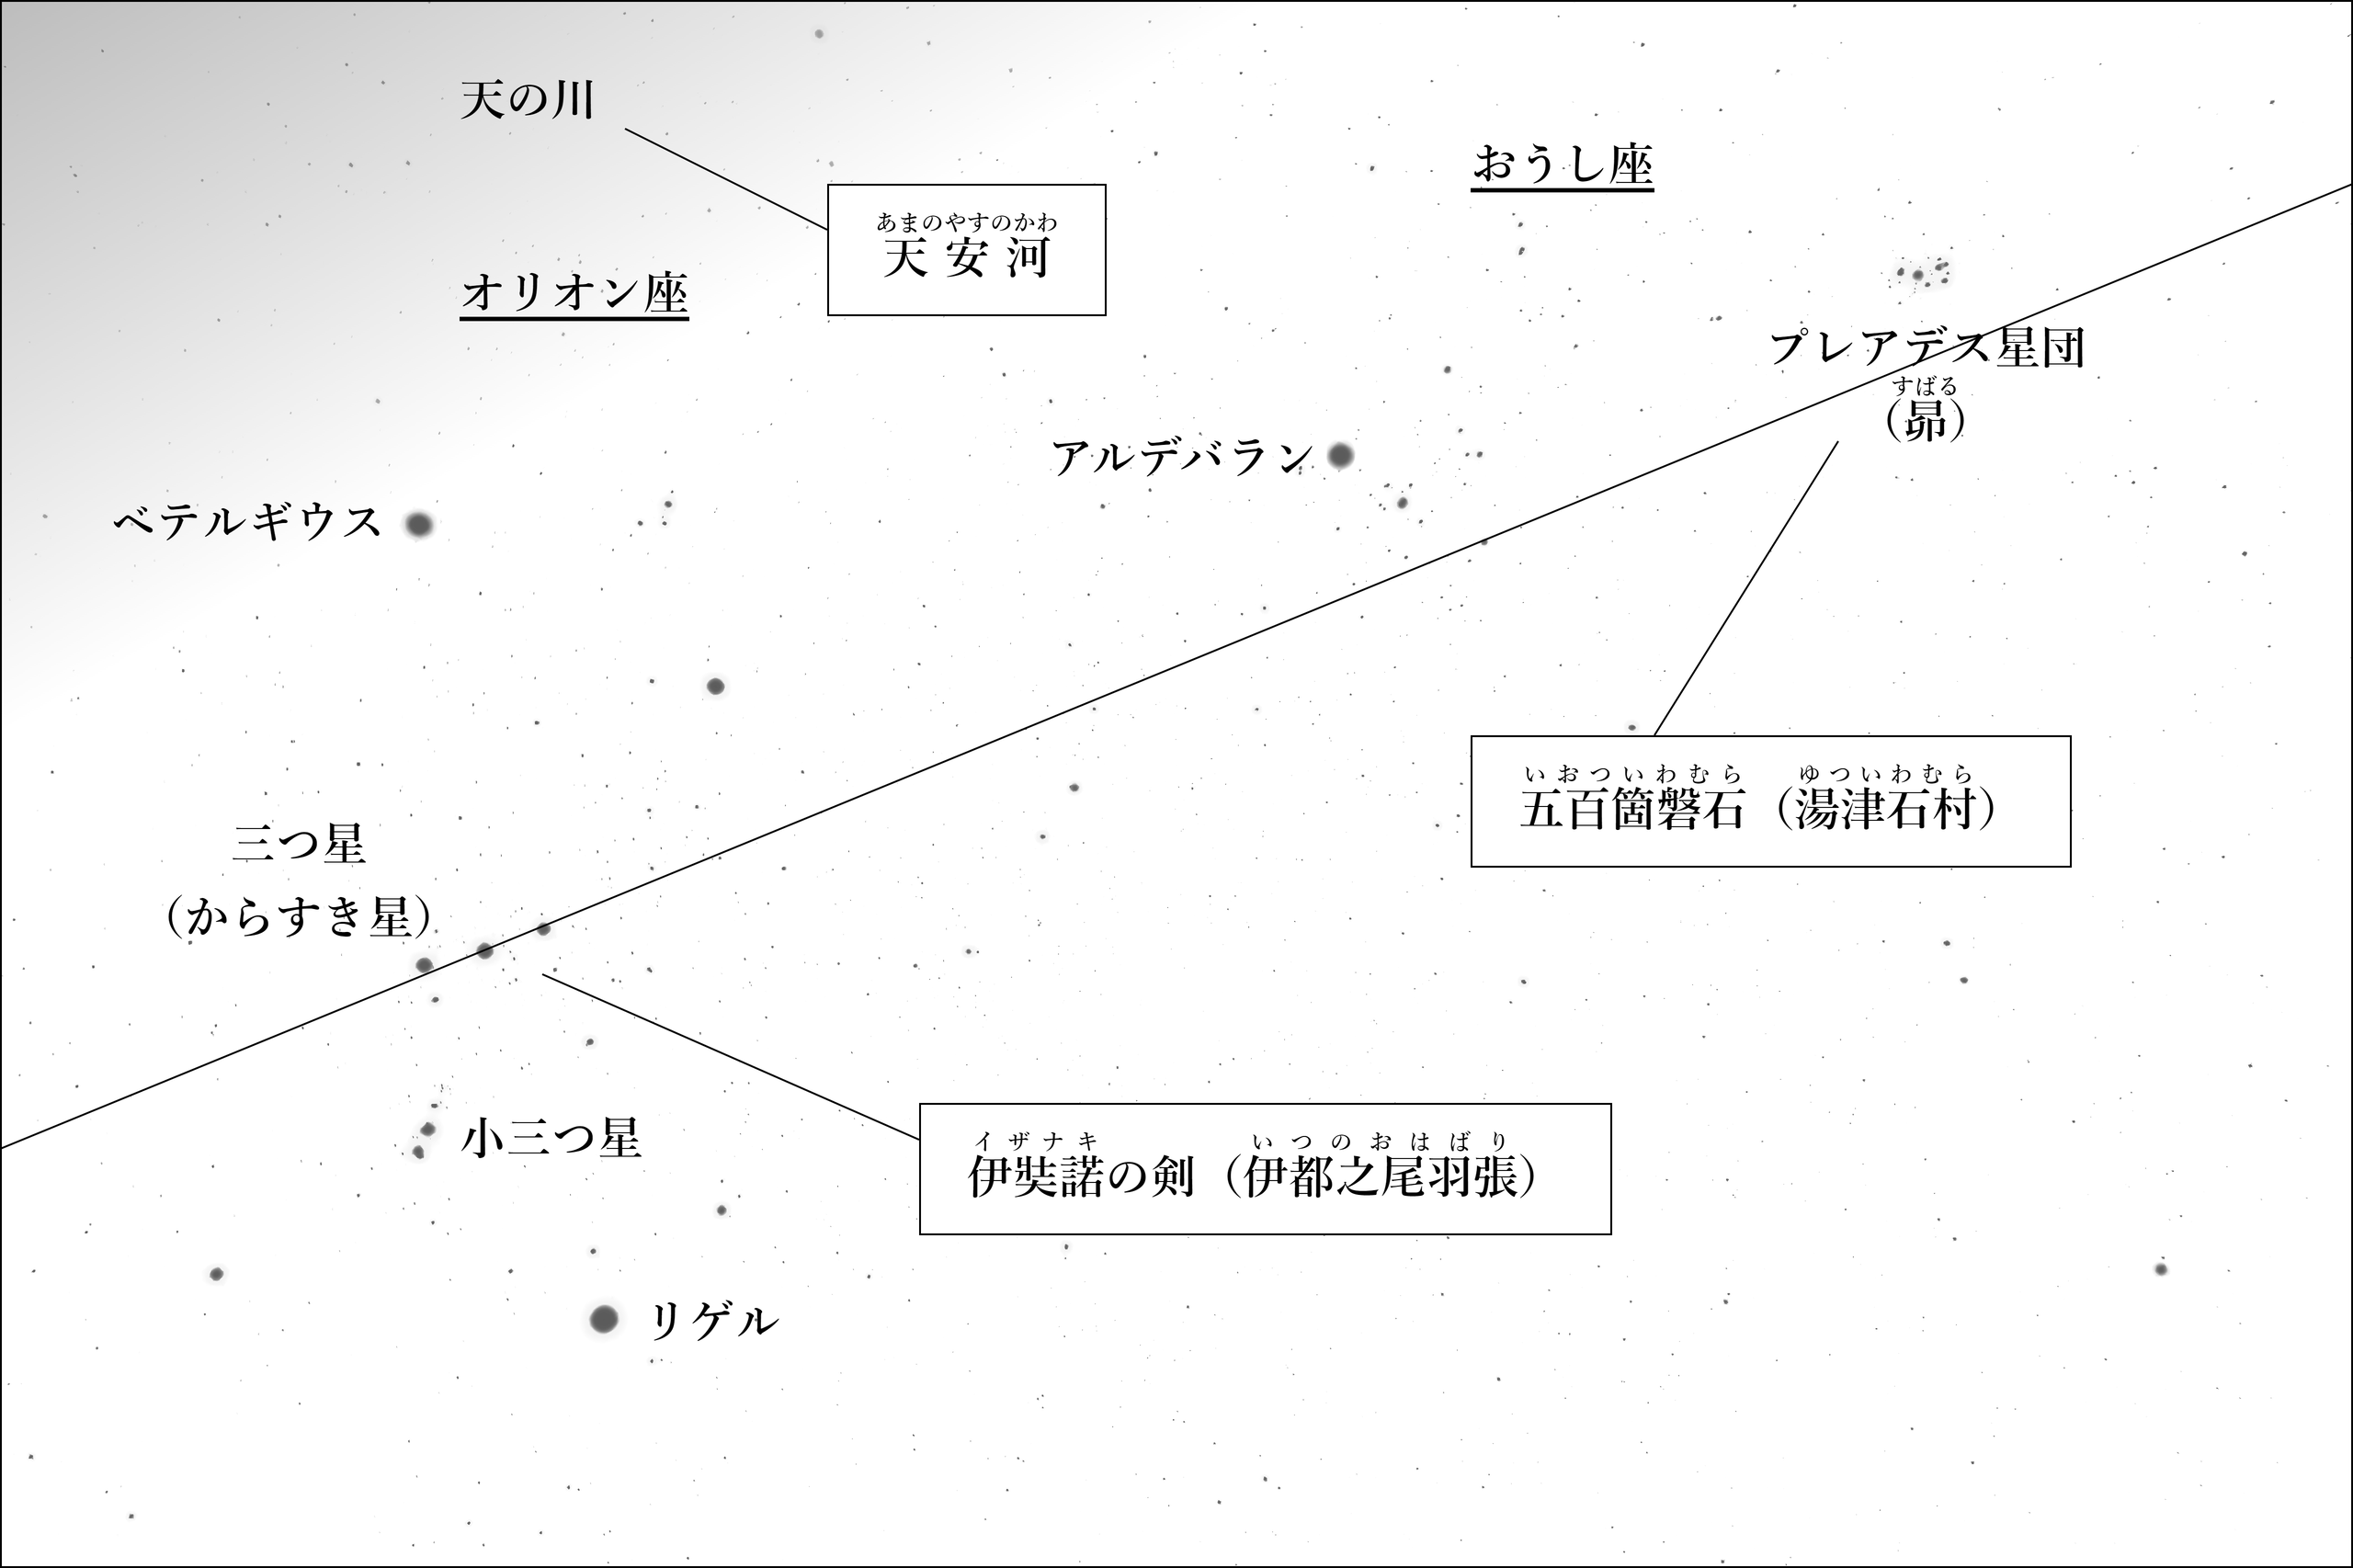 天の川
おうし座
あまのやすのかわ
天安河
オリオン座
プレアデス星団
すばる
（昴）
アルデバラン
ベテルギウス
いおついわむら　ゆついわむら
五百箇磐石（湯津石村）
三つ星
（からすき星）
小三つ星
イザナキ　いつのおはばり
伊奘諾の剣（伊都之尾羽張）
リゲル